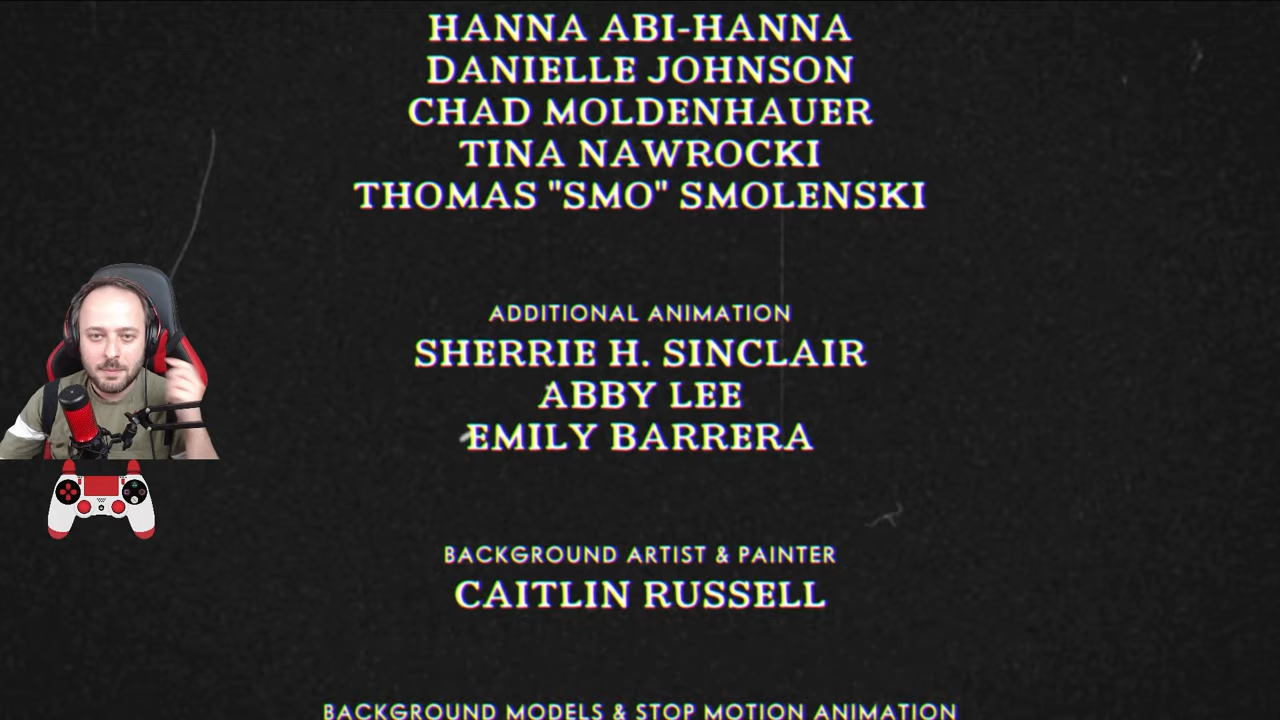 HANNA ABI-HANNA
DANIELLE JOHNSON
CHAD MOLDENHAUER
TINA NAWROCKI
THOMAS "SMO" SMOLENSKI
ADDITIONAL ANIMATION
SHERRIE H. SINCLAIR
ABBY LEE
EMILY BARRERA
BACKGROUND ARTIST & PAINTER
CAITLIN RUSSELL
BACKGROUND MODELS & STOP MOTION ANIMATION